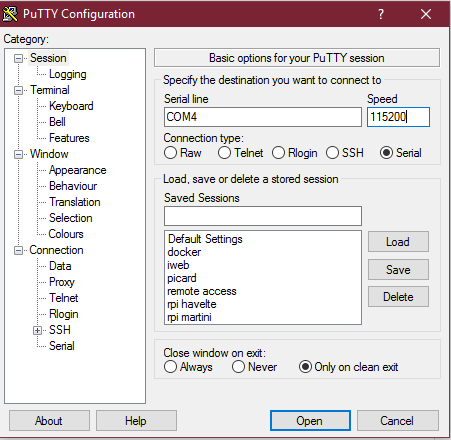 PuTTY Configuration
Category:
Session
Logging
Terminal
Keyboard
Bell
Features
Window
Appearance
Behaviour
Translation
Selection
Colours
Connection
Data
Proxy
Telnet
Rlogin
SSH
Serial
Basic options for your PuTTY session
Specify the destination you want to connect to
Serial line Speed
COM4 115200
Connection type:
Raw Telnet Rlogin SSH Serial
Load, save or delete a stored session
Saved Sessions
Default Settings
docker
iweb
picard
remote access
rpi havelte
rpi martini
Load
Save
Delete
Close window on exit:
Always Never Only on clean exit
About Help Open Cancel